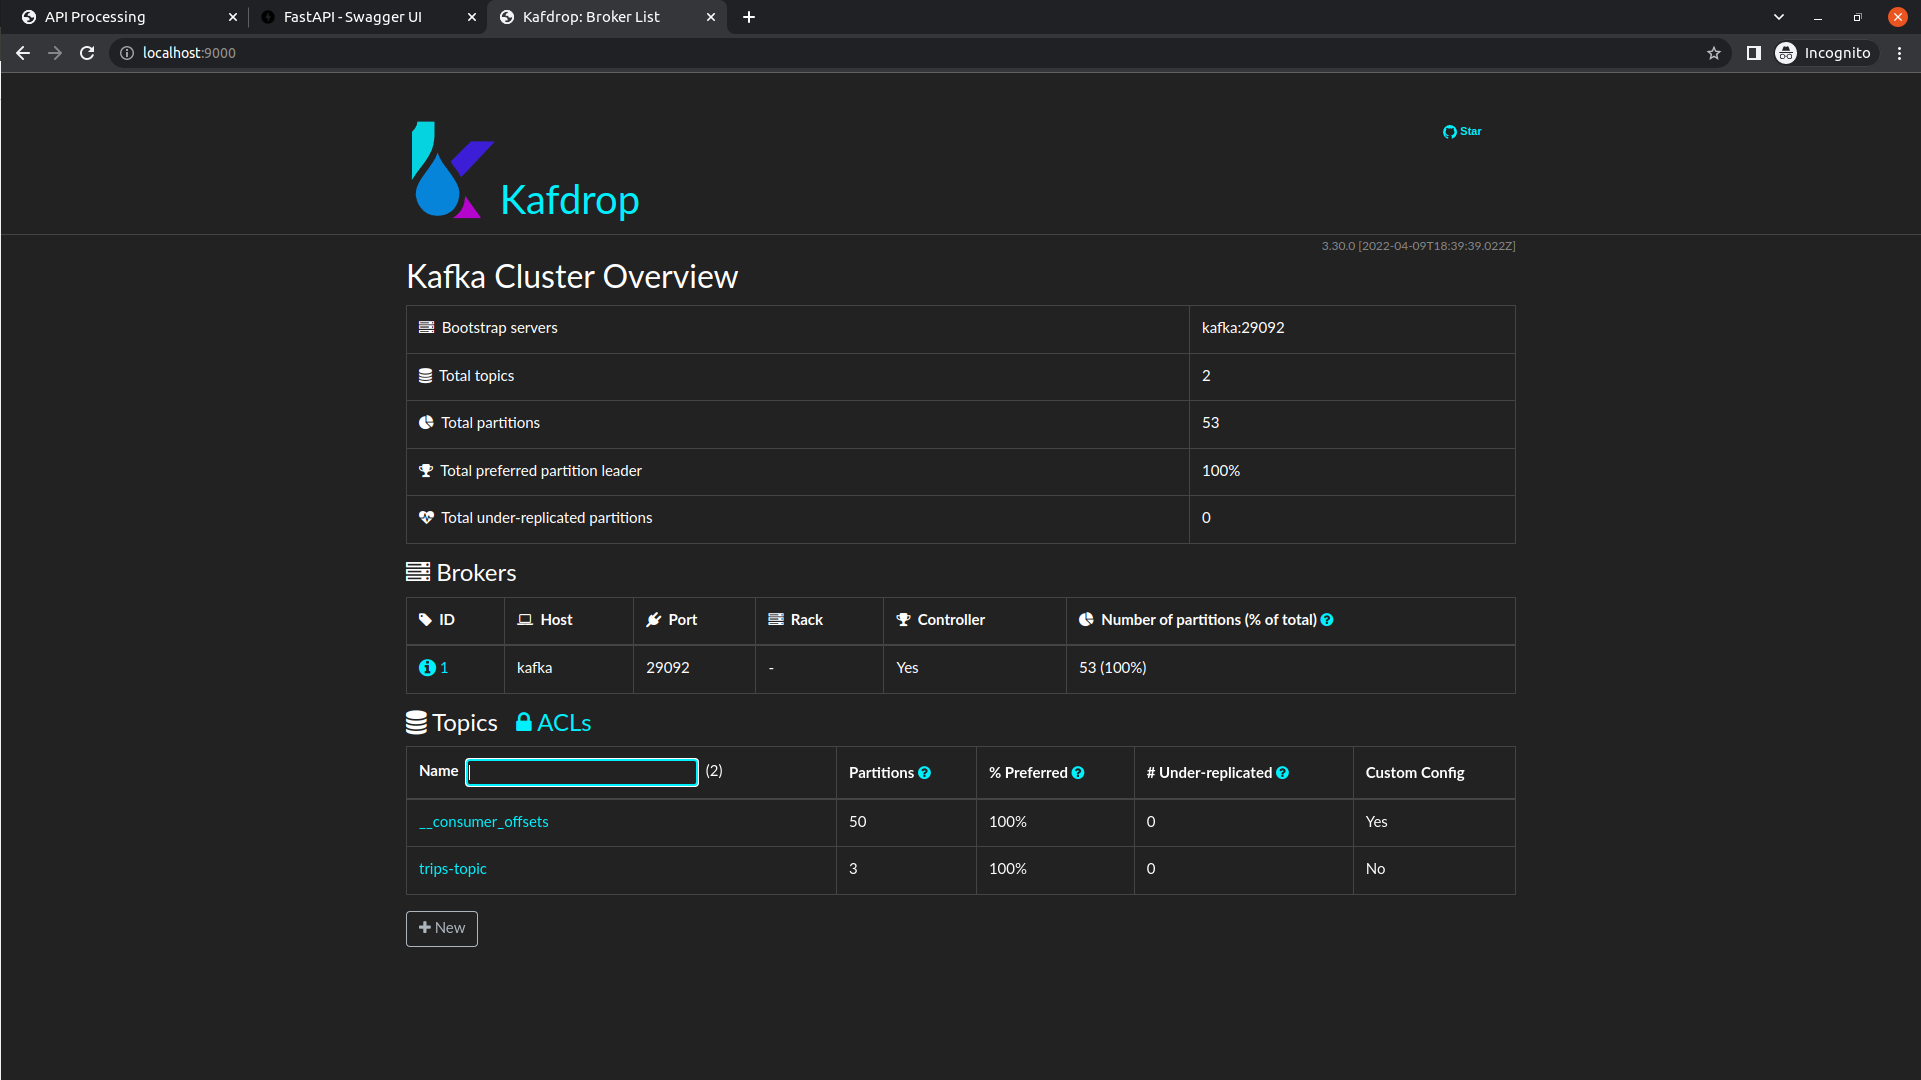 API Processing
FastAPI - Swagger UI
Kafdrop: Broker List
localhost:9000
Incognito
Star
Kafdrop
3.30.0 [2022-04-09T18:39:39.022Z]
Kafka Cluster Overview
Bootstrap servers kafka:29092
Total topics 2
Total partitions 53
Total preferred partition leader 100%
Total under-replicated partitions 0
Brokers
ID Host Port Rack Controller Number of partitions (% of total)
1 kafka 29092 - Yes 53 (100%)
Topics ACLs
Name (2) Partitions % Preferred # Under-replicated Custom Config
__consumer_offsets 50 100% 0 Yes
trips-topic 3 100% 0 No
New